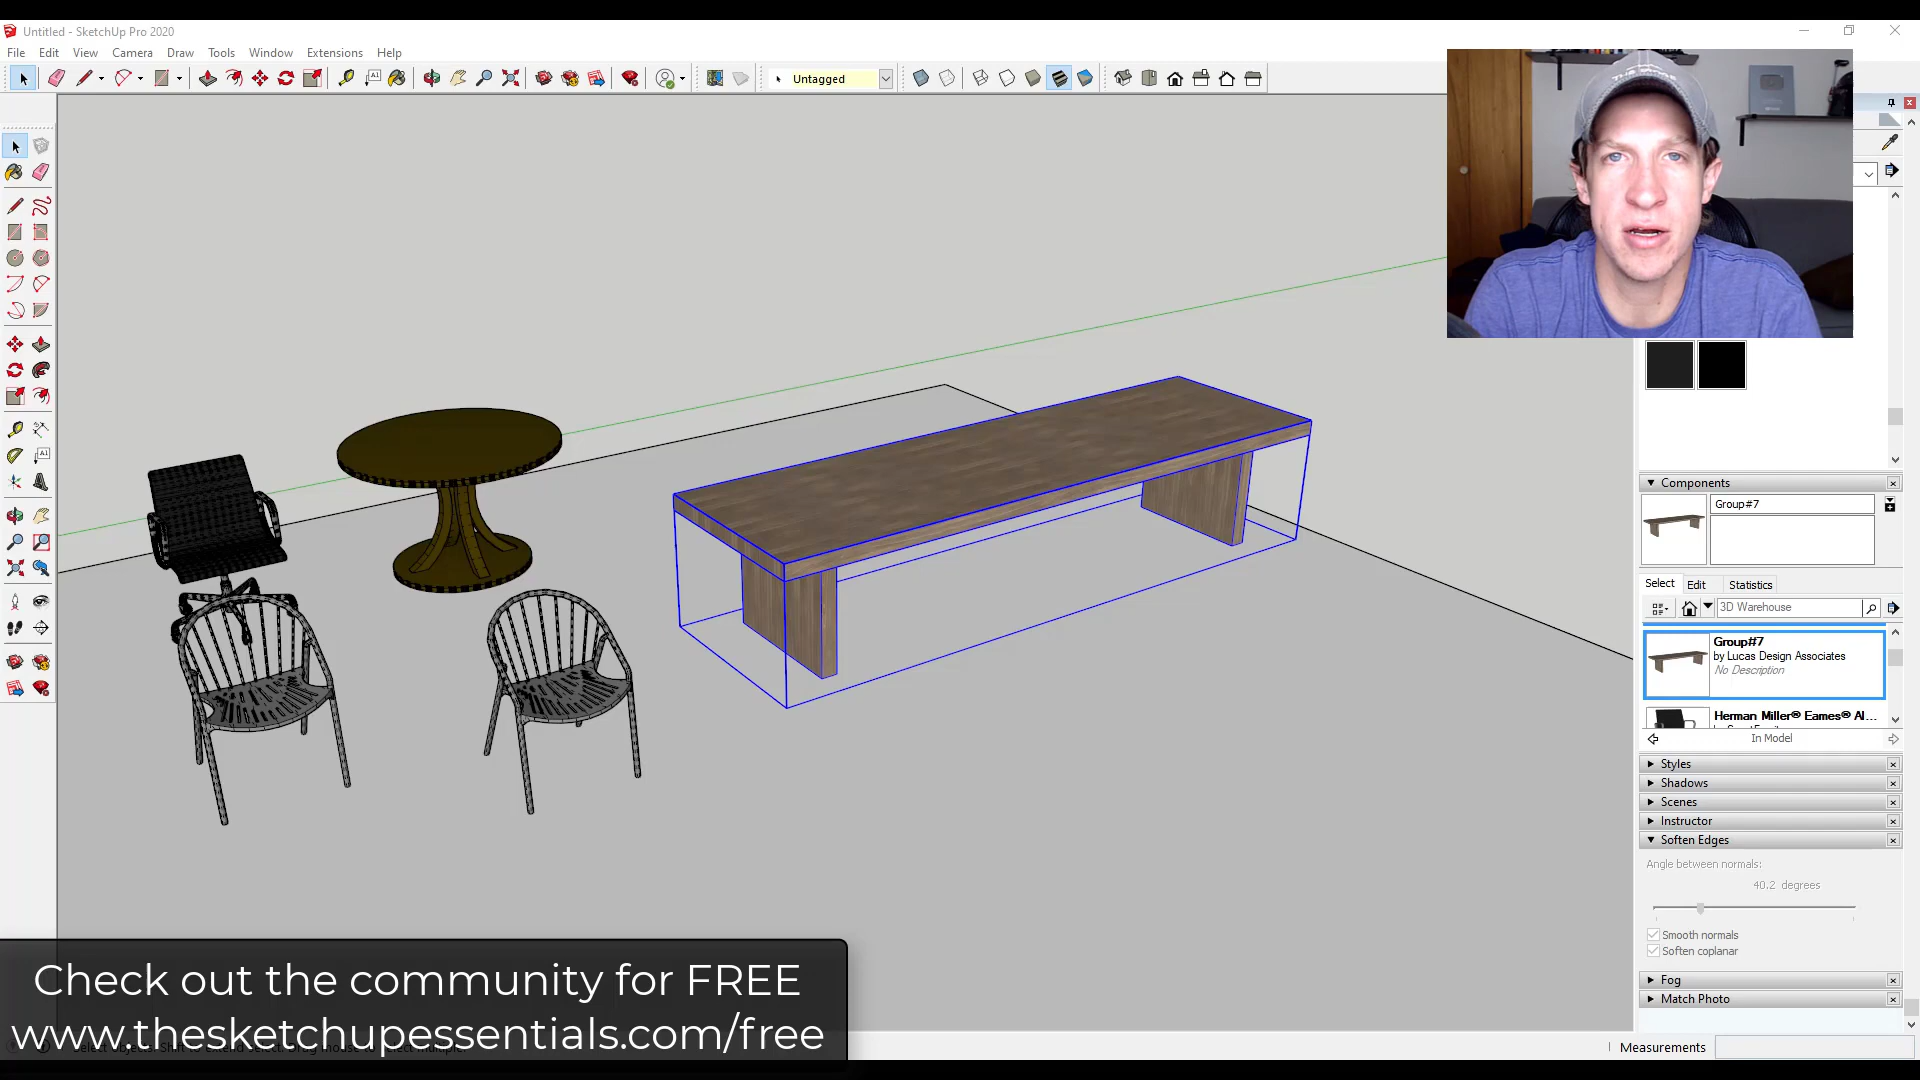 Untitled - SketchUp Pro 2020
File Edit View Camera Draw Tools Window Extensions Help
Untagged
Components
Group#7
Select Edit Statistics
3D Warehouse
Group#7
by Lucas Design Associates
No Description
Herman Miller® Eames® Al...
In Model
Styles
Shadows
Scenes
Instructor
Soften Edges
Angle between normals:
40.2 degrees
Smooth normals
Soften coplanar
Fog
Match Photo
Check out the community for FREE
www.thesketchupessentials.com/free
Measurements